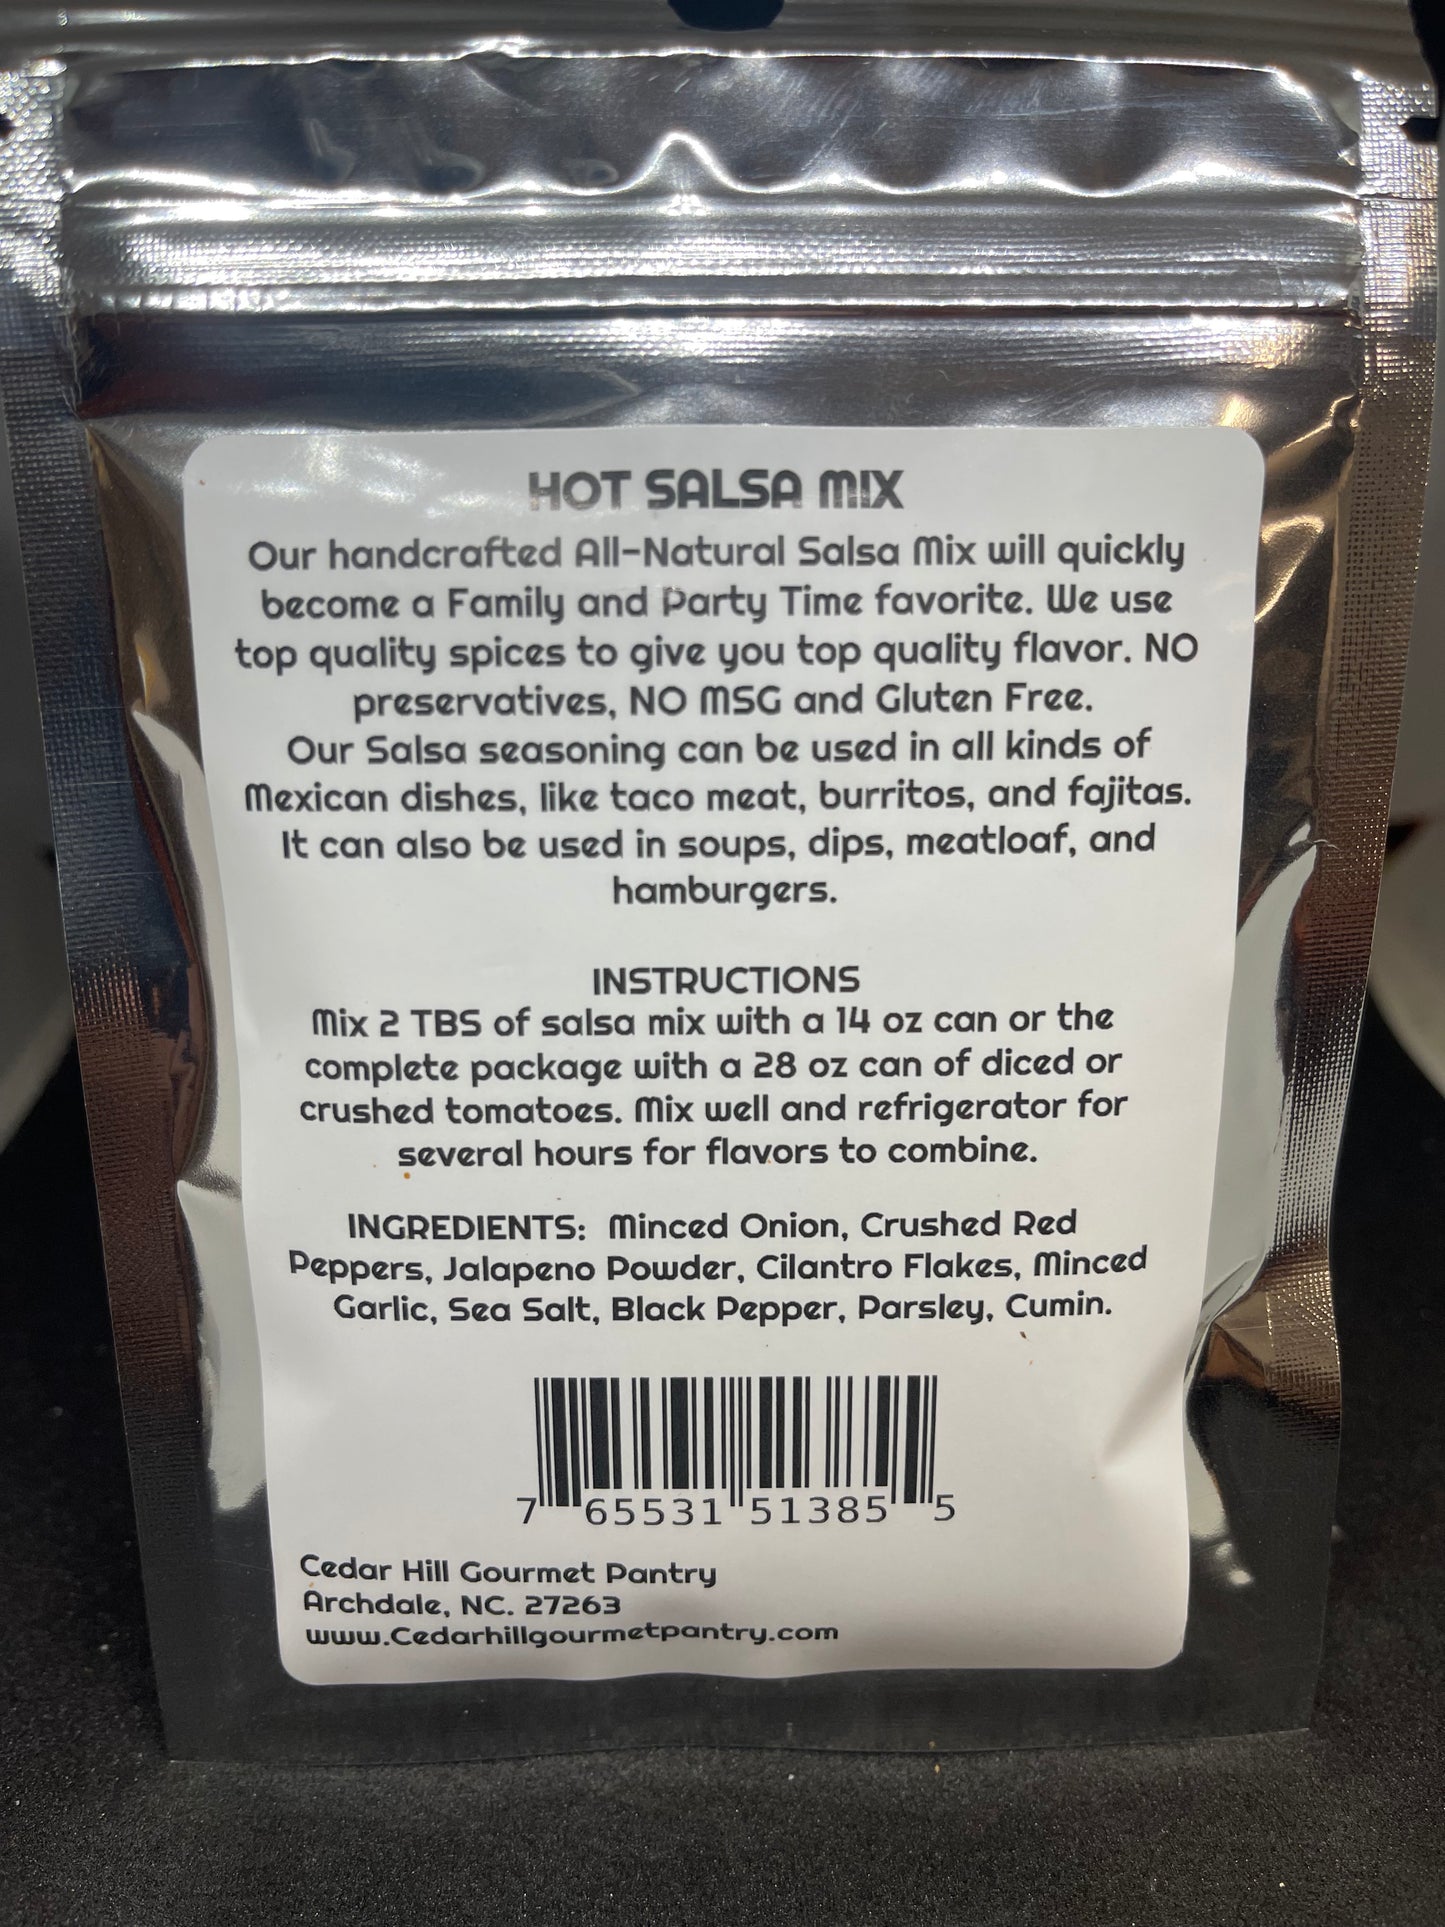 HOT SALSA MIX
Our handcrafted All-Natural Salsa Mix will quickly
become a Family and Party Time favorite. We use
top quality spices to give you top quality flavor. NO
preservatives, NO MSG and Gluten Free.
Our Salsa seasoning can be used in all kinds of
Mexican dishes, like taco meat, burritos, and fajitas.
It can also be used in soups, dips, meatloaf, and
hamburgers.
INSTRUCTIONS
Mix 2 TBS of salsa mix with a 14 oz can or the
complete package with a 28 oz can of diced or
crushed tomatoes. Mix well and refrigerator for
several hours for flavors to combine.
INGREDIENTS: Minced Onion, Crushed Red
Peppers, Jalapeno Powder, Cilantro Flakes, Minced
Garlic, Sea Salt, Black Pepper, Parsley, Cumin.
7 65531 51385 5
Cedar Hill Gourmet Pantry
Archdale, NC. 27263
www.Cedarhillgourmetpantry.com